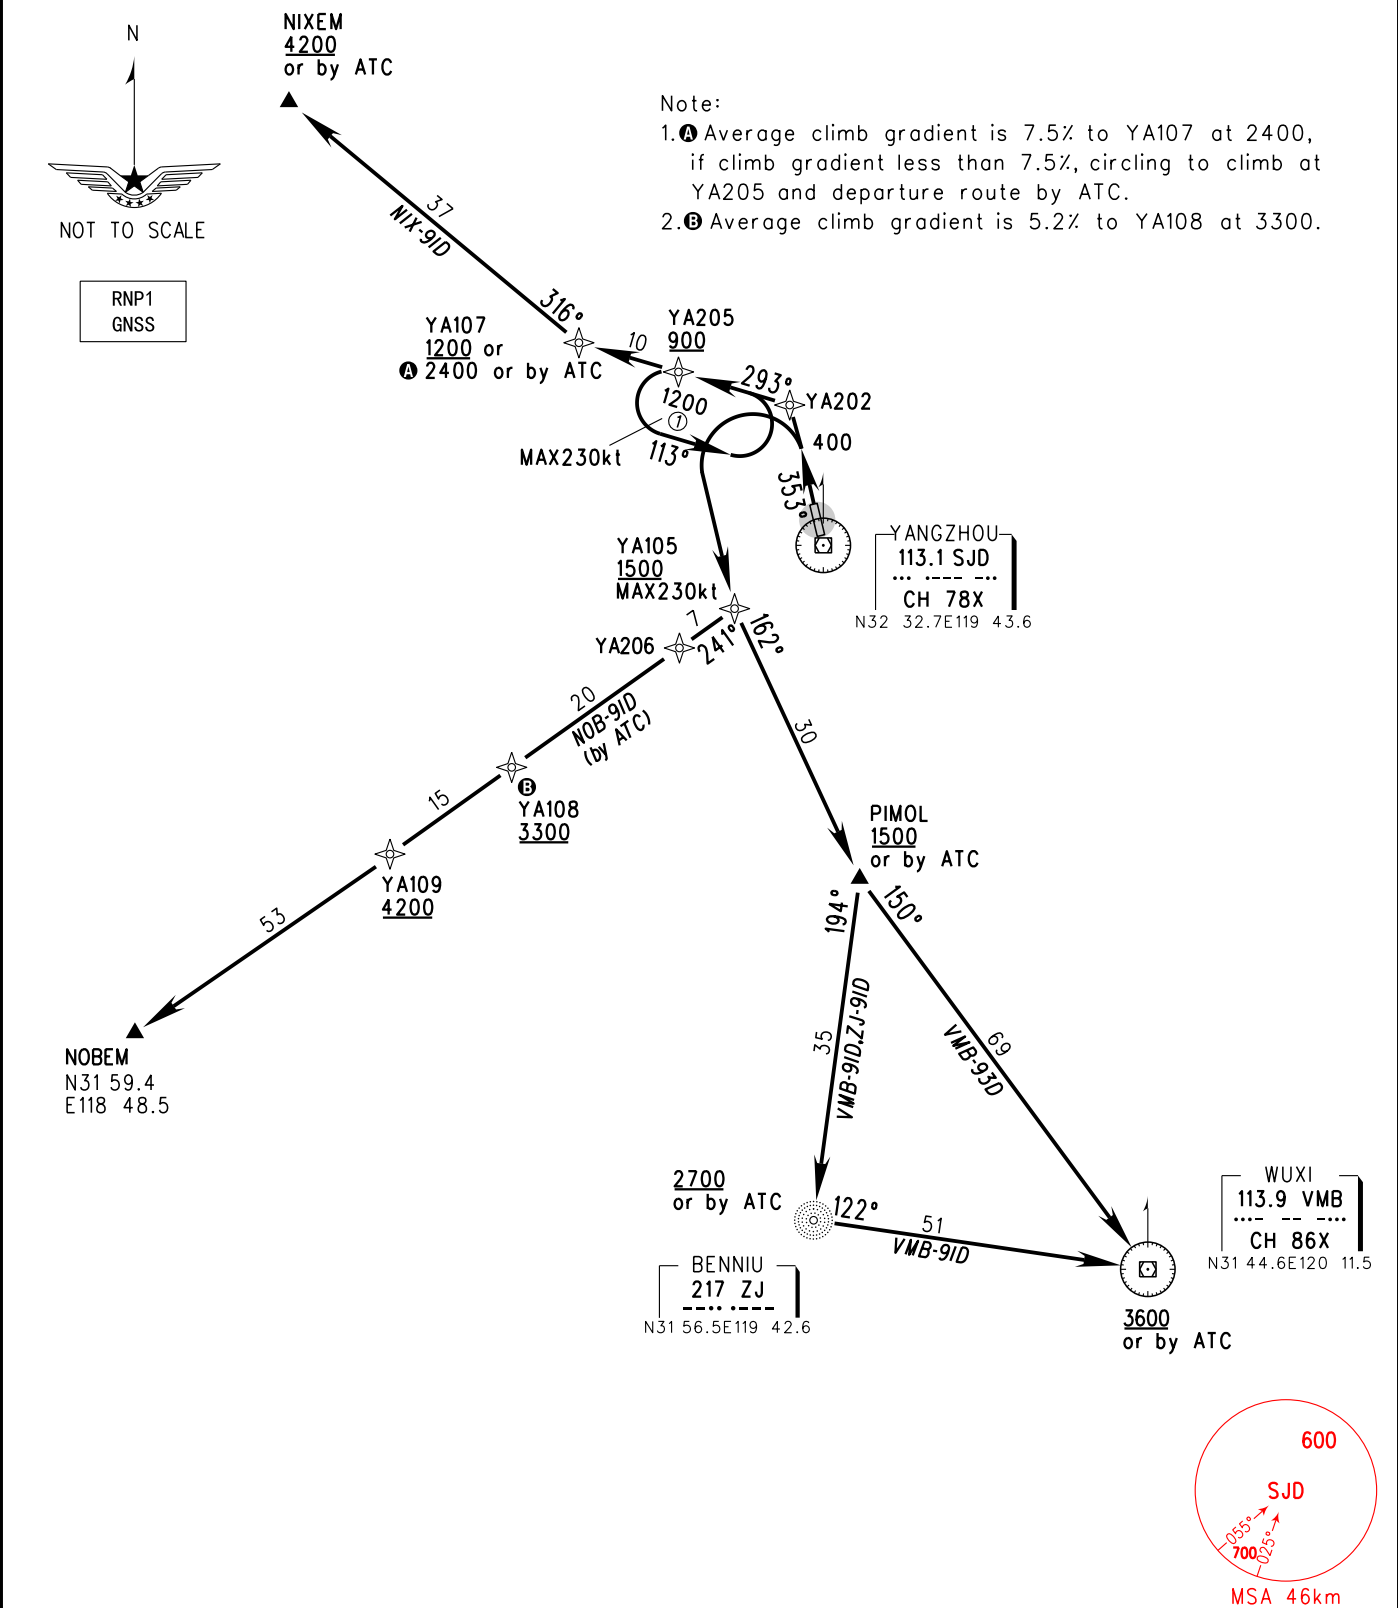 N
NOT TO SCALE
RNP1
GNSS
NIXEM
4200
or by ATC
Note:
1. A Average climb gradient is 7.5% to YA107 at 2400,
if climb gradient less than 7.5%, circling to climb at
YA205 and departure route by ATC.
2. B Average climb gradient is 5.2% to YA108 at 3300.
37
NIX-91D
316°
YA107
1200 or
A 2400 or by ATC
10
YA205
900
293°
YA202
400
1200
1
MAX230kt
113°
353°
YANGZHOU
113.1 SJD
... .--- -..
CH 78X
N32 32.7E119 43.6
YA105
1500
MAX230kt
7
241°
162°
YA206
20
NOB-91D
(by ATC)
30
B
YA108
3300
15
YA109
4200
53
NOBEM
N31 59.4
E118 48.5
PIMOL
1500
or by ATC
194°
150°
35
VMB-91D,ZJ-91D
69
VMB-93D
2700
or by ATC
122°
51
VMB-91D
BENNIU
217 ZJ
--.. .---
N31 56.5E119 42.6
WUXI
113.9 VMB
...- -- -...
CH 86X
N31 44.6E120 11.5
3600
or by ATC
600
SJD
055°
700
025°
MSA 46km